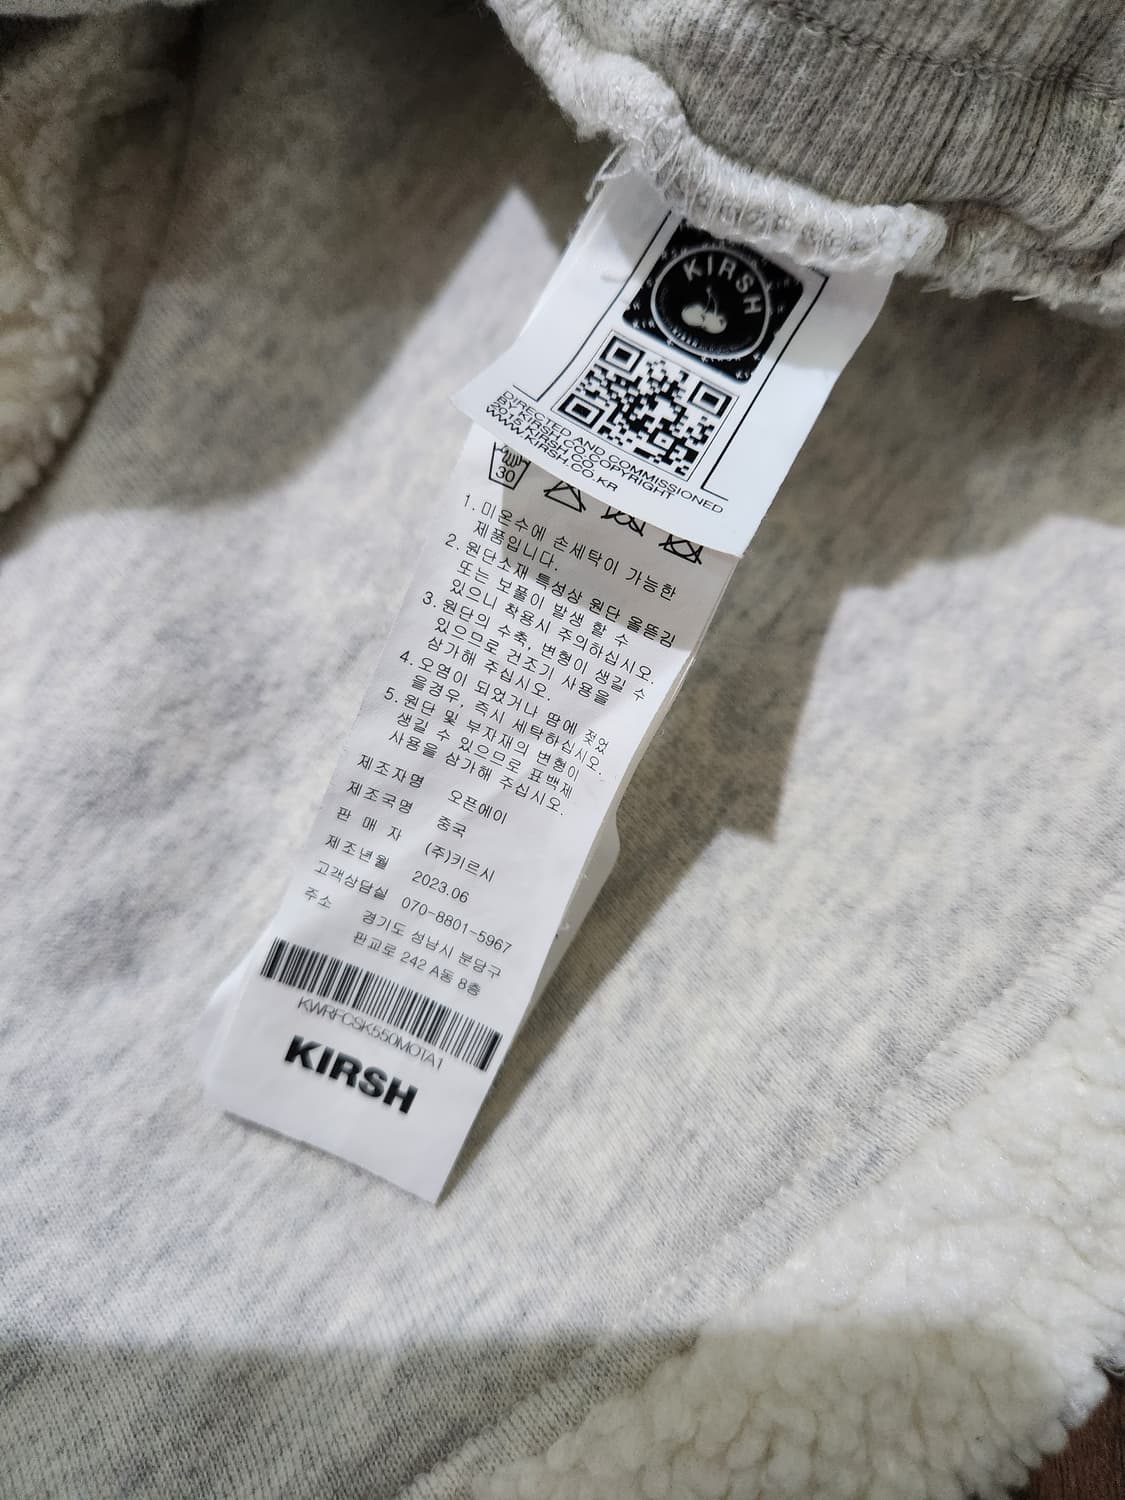 KIRSH
DIRECTED AND COMMISSIONED
BY KIRSH.CO COPYRIGHT
2015 KIRSH CO
WWW.KIRSH.CO.KR
30
1. 미온수에 손세탁이 가능한
제품입니다.
2. 원단소재 특성상 원단 올뜯김
또는 보풀이 발생 할 수
있으니 착용시 주의하십시오.
3. 원단의 수축, 변형이 생길 수
있으므로 건조기 사용을
삼가해 주십시오.
4. 오염이 되었거나 땀에 젖었
을경우, 즉시 세탁하십시오.
5. 원단 및 부자재의 변형이
생길 수 있으므로 표백제
사용을 삼가해 주십시오.
제조자명 오픈에이
제조국명 중국
판 매 자 (주)키르시
제조년월 2023.06
고객상담실 070-8801-5967
주소 경기도 성남시 분당구
판교로 242 A동 8층
KWRFCSK550MOTA1
KIRSH